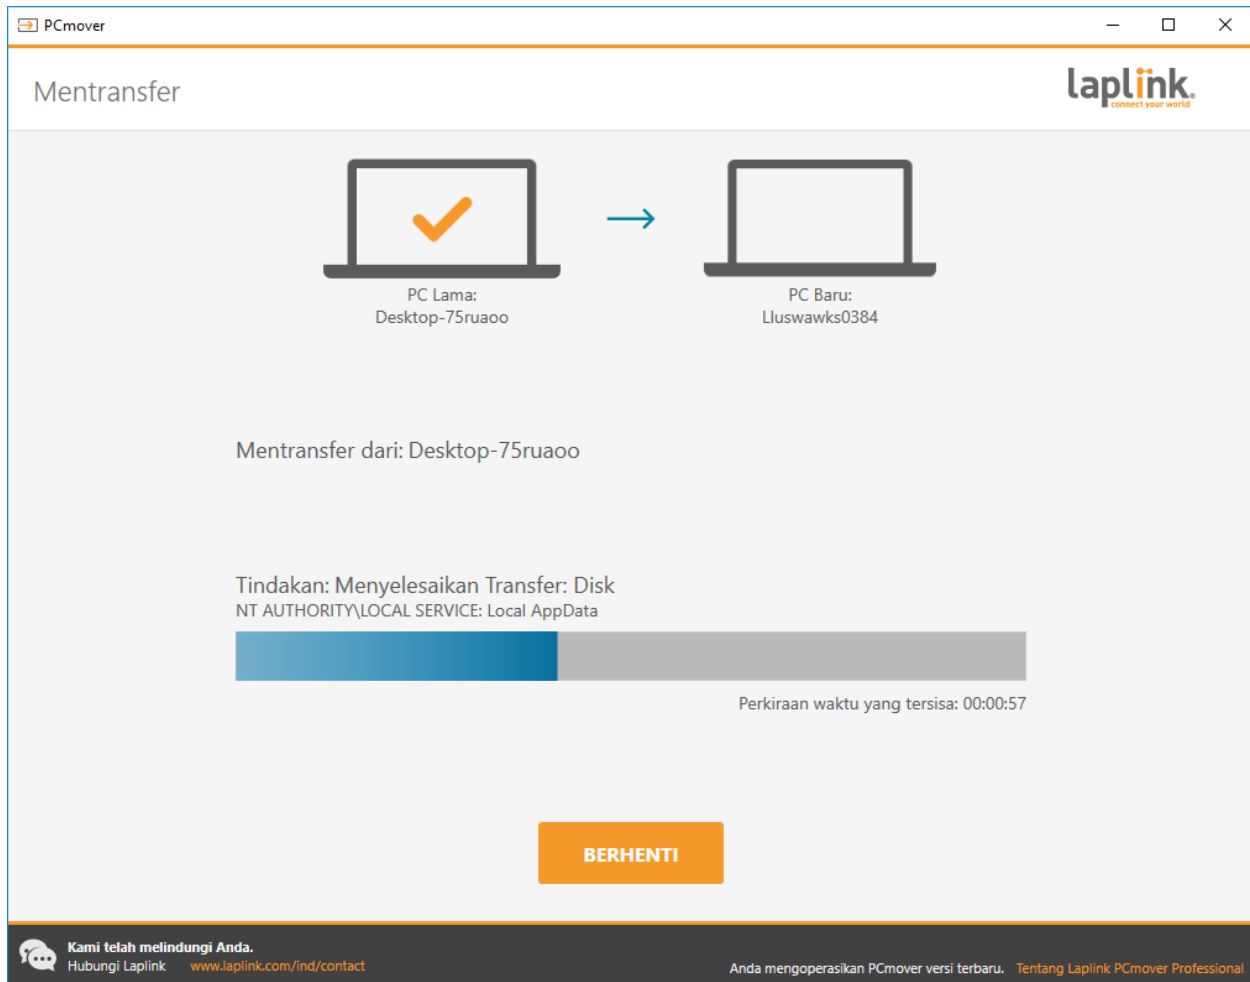 PCmover
Mentransfer
laplink.
connect your world
PC Lama:
Desktop-75ruaoo
PC Baru:
Lluswawks0384
Mentransfer dari: Desktop-75ruaoo
Tindakan: Menyelesaikan Transfer: Disk
NT AUTHORITY\LOCAL SERVICE: Local AppData
Perkiraan waktu yang tersisa: 00:00:57
BERHENTI
Kami telah melindungi Anda.
Hubungi Laplink www.laplink.com/ind/contact
Anda mengoperasikan PCmover versi terbaru. Tentang Laplink PCmover Professional